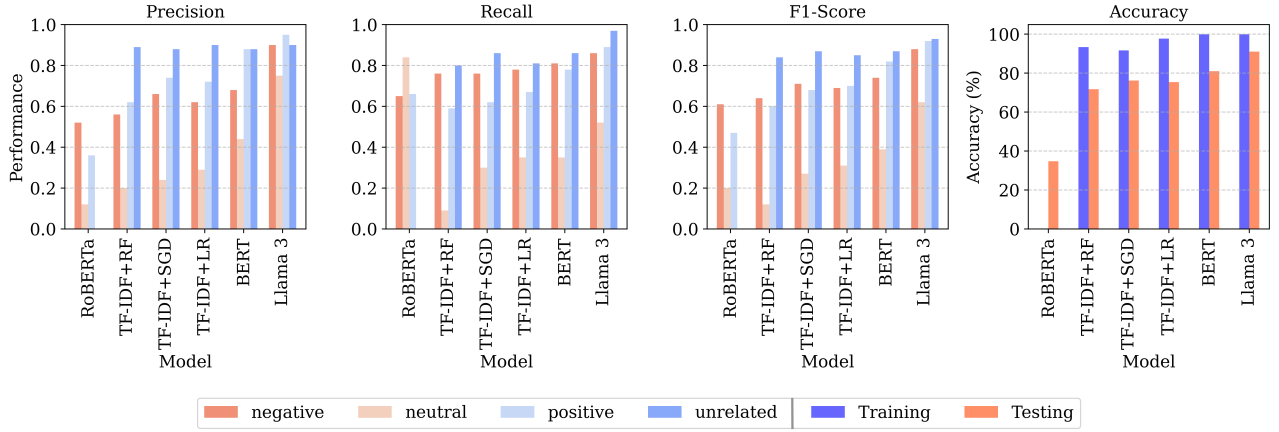 Precision
Performance
1.0
0.8
0.6
0.4
0.2
0.0
RoBERTa
TF-IDF+RF
TF-IDF+SGD
TF-IDF+LR
BERT
Llama 3
Model
Recall
1.0
0.8
0.6
0.4
0.2
0.0
RoBERTa
TF-IDF+RF
TF-IDF+SGD
TF-IDF+LR
BERT
Llama 3
Model
F1-Score
1.0
0.8
0.6
0.4
0.2
0.0
RoBERTa
TF-IDF+RF
TF-IDF+SGD
TF-IDF+LR
BERT
Llama 3
Model
Accuracy
Accuracy (%)
100
80
60
40
20
0
RoBERTa
TF-IDF+RF
TF-IDF+SGD
TF-IDF+LR
BERT
Llama 3
Model
negative neutral positive unrelated Training Testing